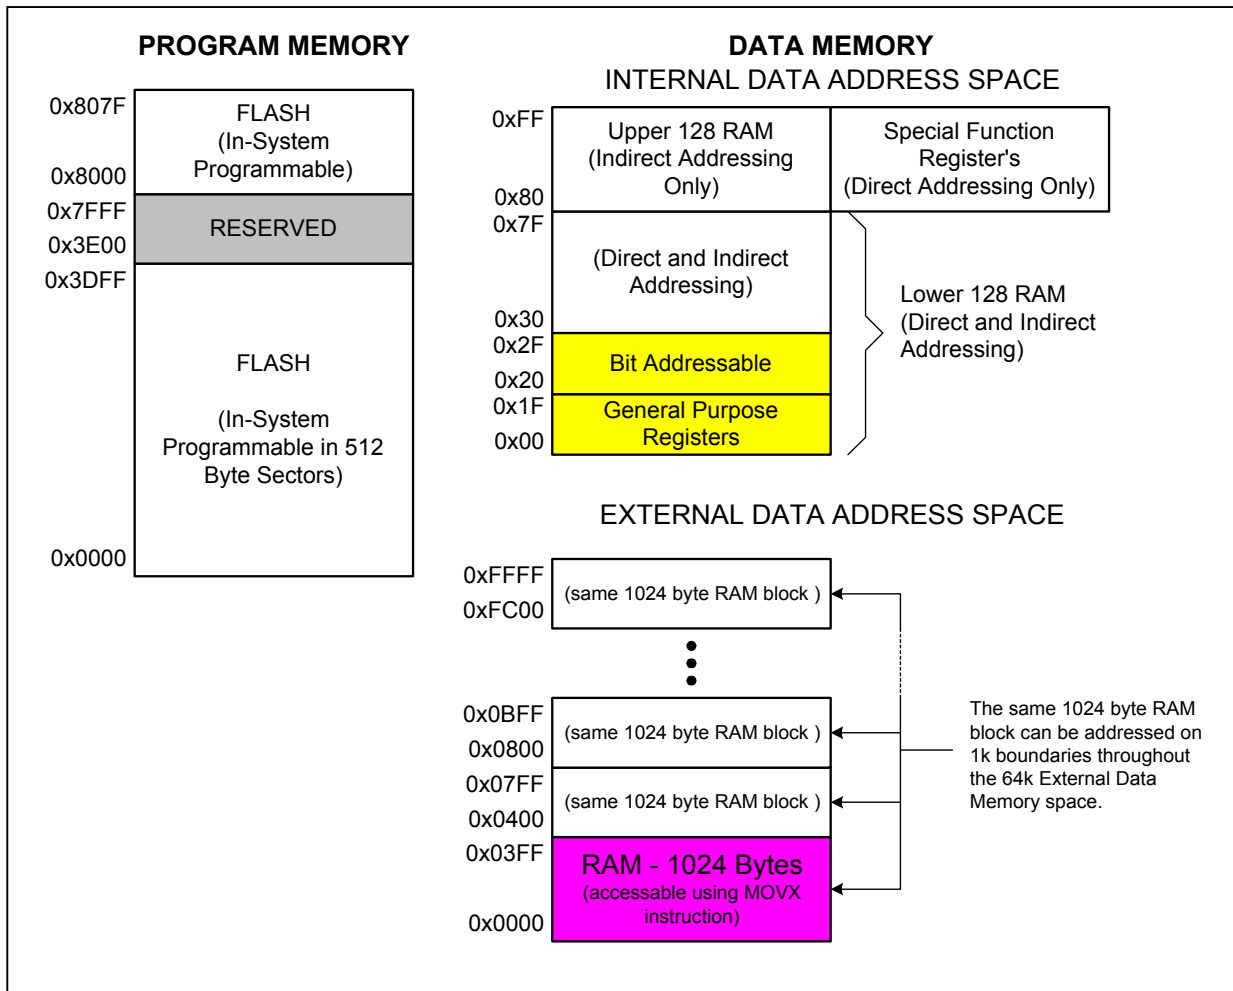 PROGRAM MEMORY
0x807F
FLASH
(In-System
Programmable)
0x8000
0x7FFF
RESERVED
0x3E00
0x3DFF
FLASH
(In-System
Programmable in 512
Byte Sectors)
0x0000
DATA MEMORY
INTERNAL DATA ADDRESS SPACE
0xFF
Upper 128 RAM
(Indirect Addressing
Only)
0x80
Special Function
Register's
(Direct Addressing Only)
0x7F
(Direct and Indirect
Addressing)
0x30
0x2F
Bit Addressable
0x20
0x1F
General Purpose
Registers
0x00
Lower 128 RAM
(Direct and Indirect
Addressing)
EXTERNAL DATA ADDRESS SPACE
0xFFFF
(same 1024 byte RAM block )
0xFC00
0x0BFF
(same 1024 byte RAM block )
0x0800
0x07FF
(same 1024 byte RAM block )
0x0400
0x03FF
RAM - 1024 Bytes
(accessable using MOVX
instruction)
0x0000
The same 1024 byte RAM
block can be addressed on
1k boundaries throughout
the 64k External Data
Memory space.